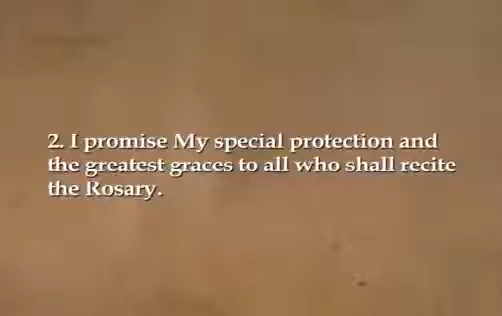 2. I promise My special protection and
the greatest graces to all who shall recite
the Rosary.